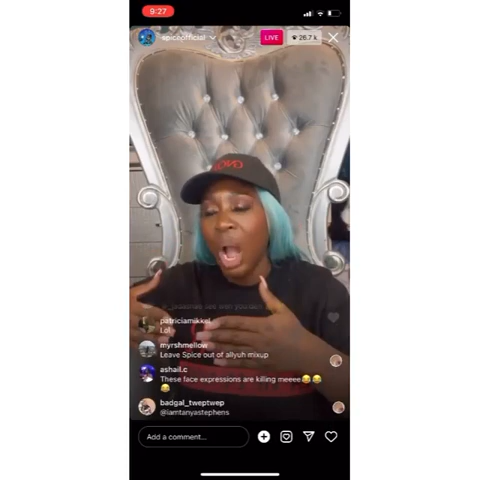 9:27
spiceofficial
LIVE
26.7 k
patriciamikkel
Lol
myrshmellow
Leave Spice out of allyuh mixup
ashail.c
These face expressions are killing meeee😂😂
😂
badgal_tweptwep
@iamtanyastephens
Add a comment...